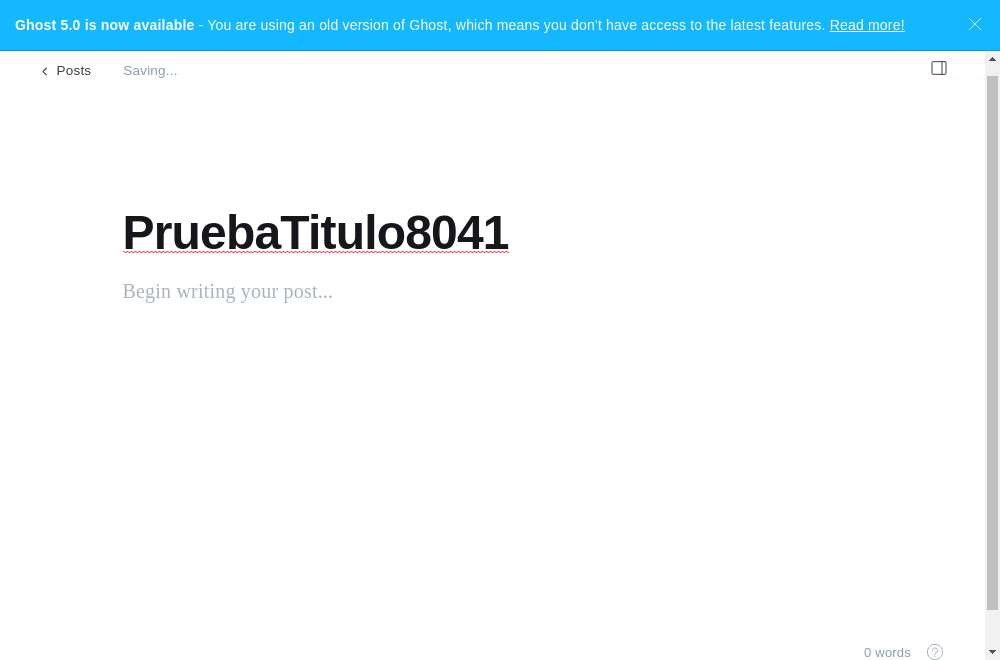 Ghost 5.0 is now available - You are using an old version of Ghost, which means you don't have access to the latest features. Read more!
Posts Saving...
PruebaTitulo8041
Begin writing your post...
0 words ?